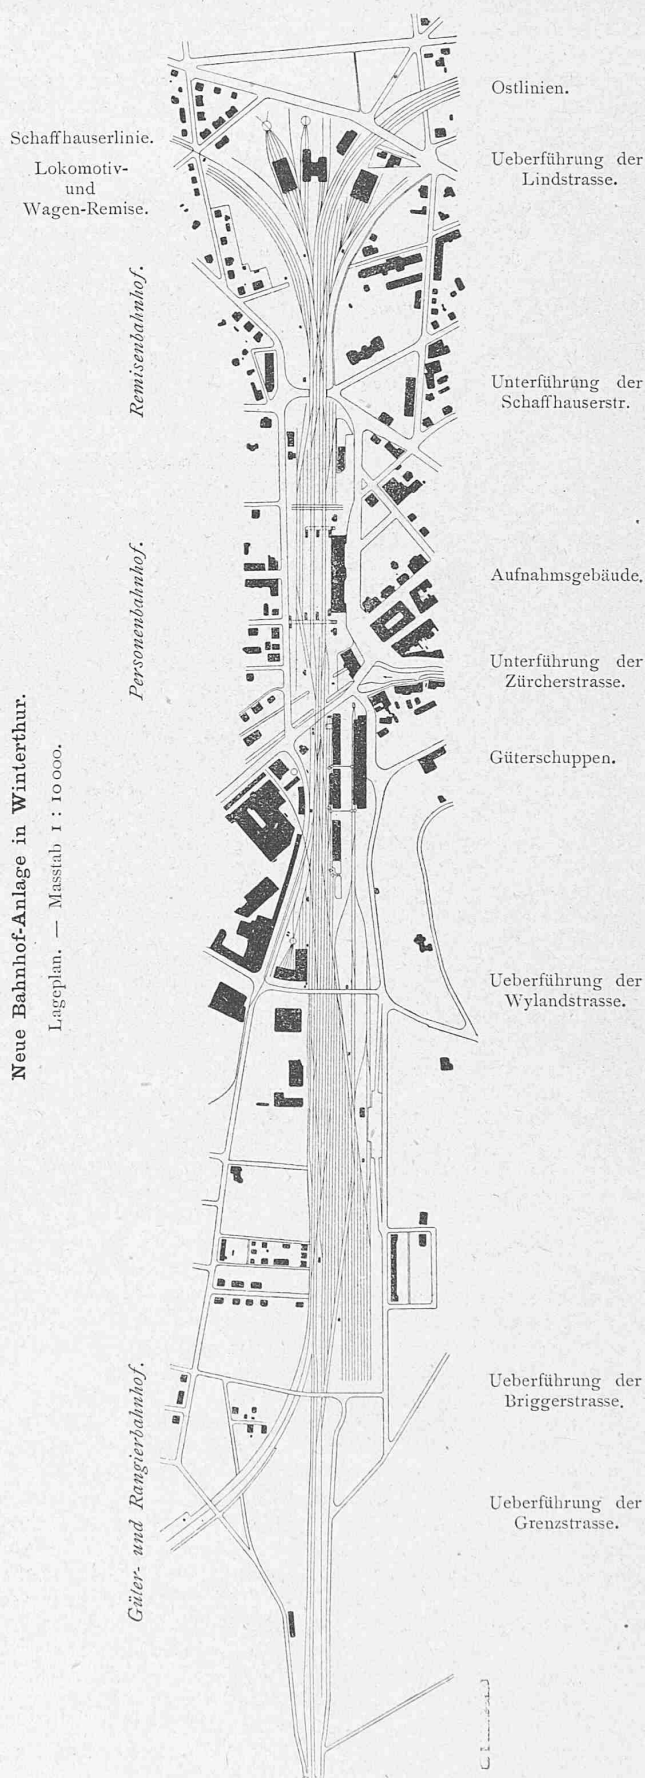 Neue Bahnhof-Anlage in Winterthur.
Lageplan. — Masstab 1 : 10 000.
Schaffhauserlinie.
Lokomotiv-
und
Wagen-Remise.
Remisenbahnhof.
Personenbahnhof.
Güter- und Rangierbahnhof.
Ostlinien.
Ueberführung der
Lindstrasse.
Unterführung der
Schaffhauserstr.
Aufnahmsgebäude.
Unterführung der
Zürcherstrasse.
Güterschuppen.
Ueberführung der
Wylandstrasse.
Ueberführung der
Briggerstrasse.
Ueberführung der
Grenzstrasse.